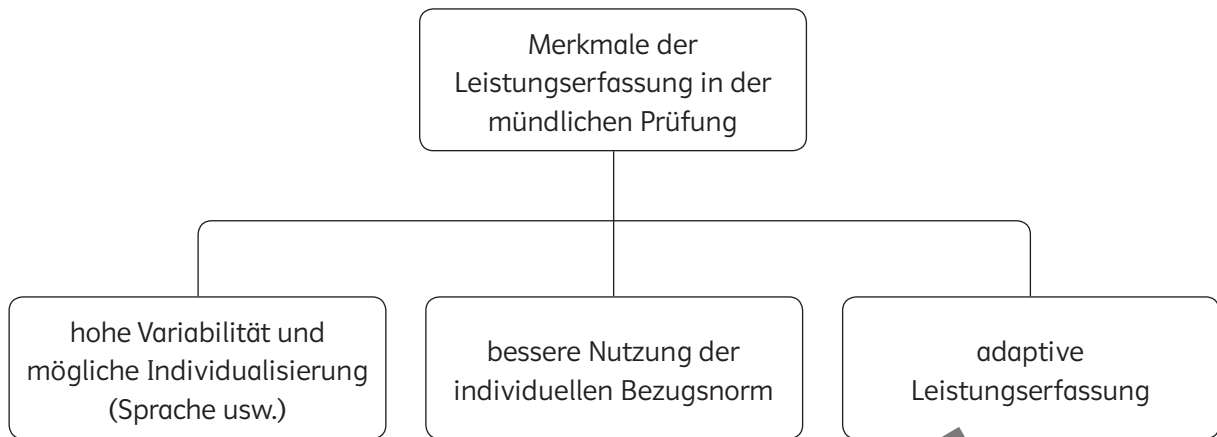 Merkmale der
Leistungserfassung in der
mündlichen Prüfung
hohe Variabilität und
mögliche Individualisierung
(Sprache usw.)
bessere Nutzung der
individuellen Bezugsnorm
adaptive
Leistungserfassung